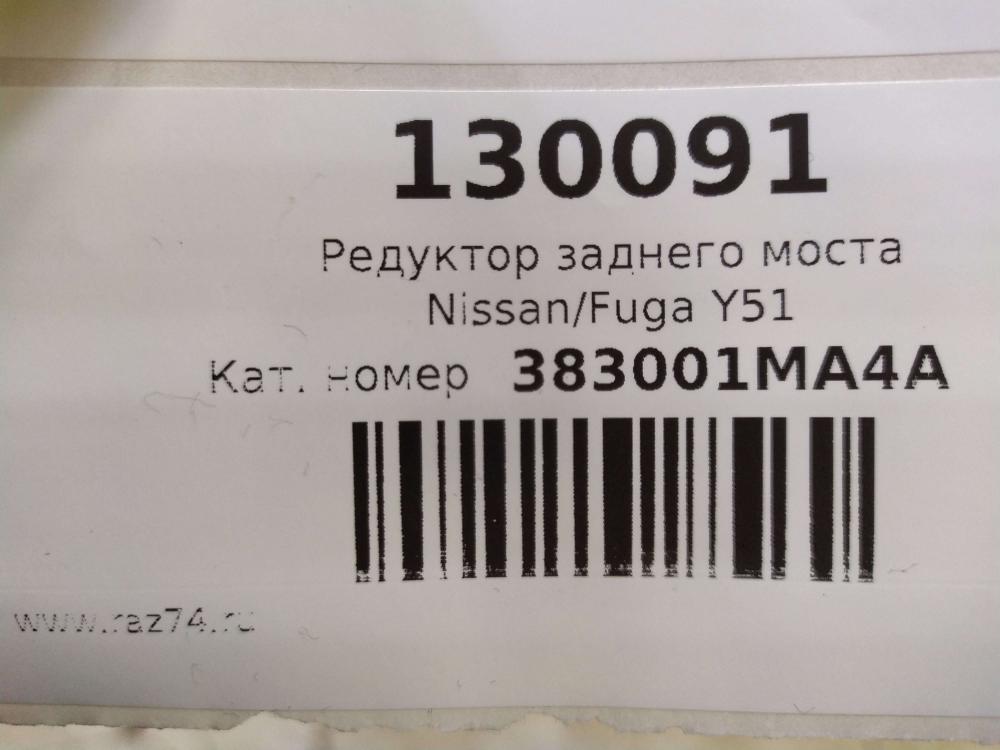 130091
Редуктор заднего моста
Nissan/Fuga Y51
Кат. номер 383001MA4A
www.raz74.ru